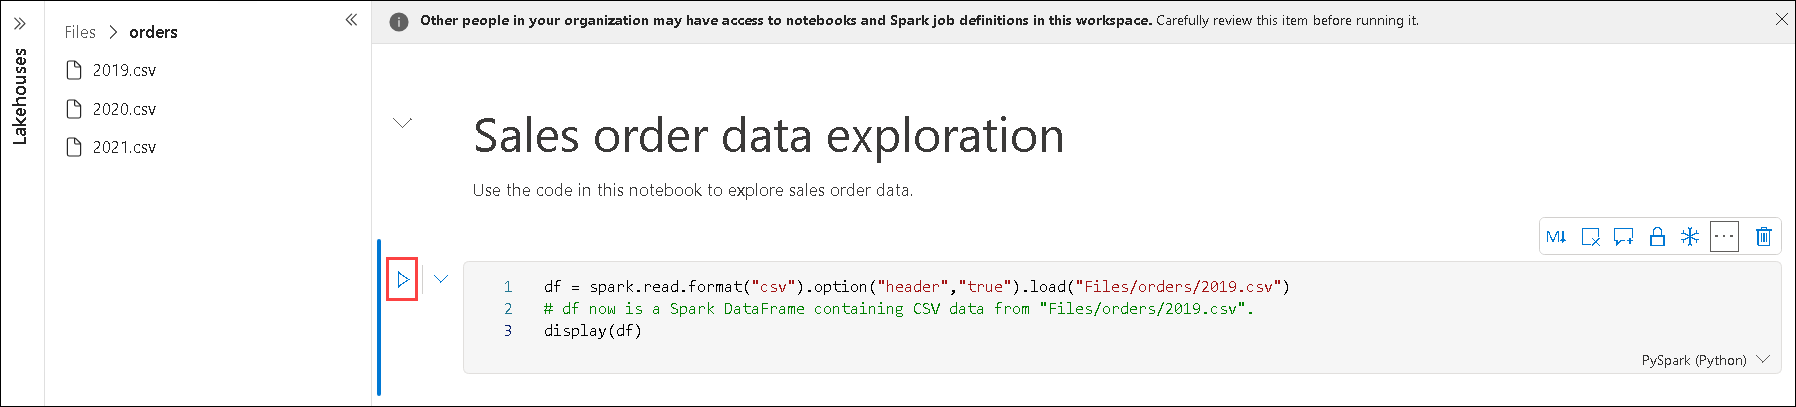 Lakehouses
Files > orders
2019.csv
2020.csv
2021.csv
Other people in your organization may have access to notebooks and Spark job definitions in this workspace. Carefully review this item before running it.
Sales order data exploration
Use the code in this notebook to explore sales order data.
M↓
1 df = spark.read.format("csv").option("header","true").load("Files/orders/2019.csv")
2 # df now is a Spark DataFrame containing CSV data from "Files/orders/2019.csv".
3 display(df)
PySpark (Python)